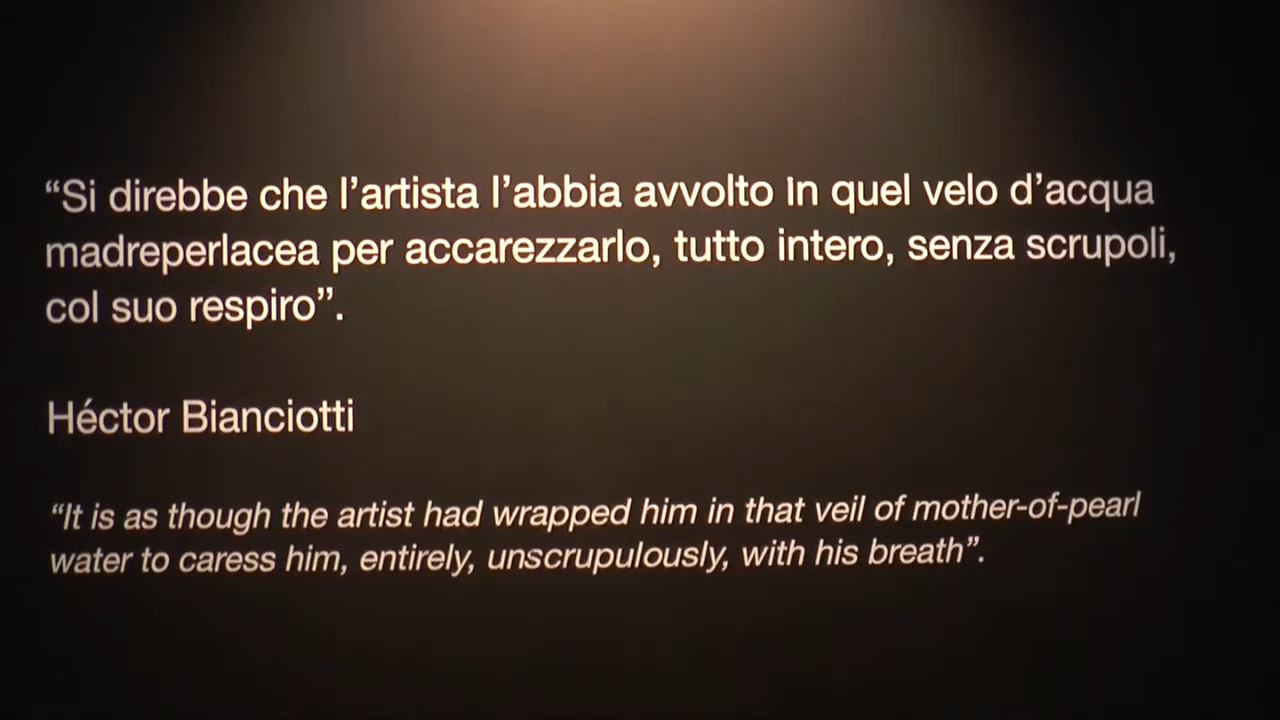 “Si direbbe che l’artista l’abbia avvolto in quel velo d’acqua
madreperlacea per accarezzarlo, tutto intero, senza scrupoli,
col suo respiro”.
Héctor Bianciotti
“It is as though the artist had wrapped him in that veil of mother-of-pearl
water to caress him, entirely, unscrupulously, with his breath”.